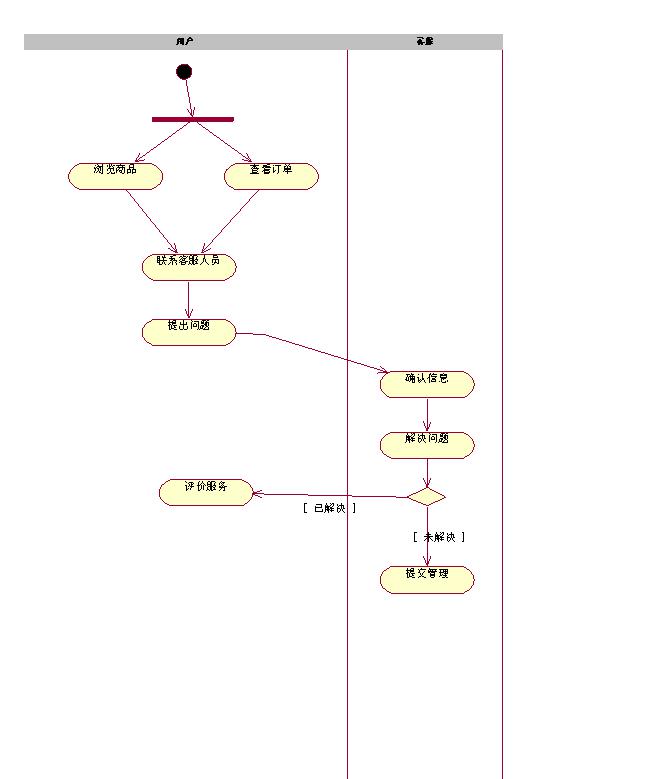 用户
客服
浏览商品
查看订单
联系客服人员
提出问题
确认信息
解决问题
评价服务
[ 已解决 ]
[ 未解决 ]
提交管理